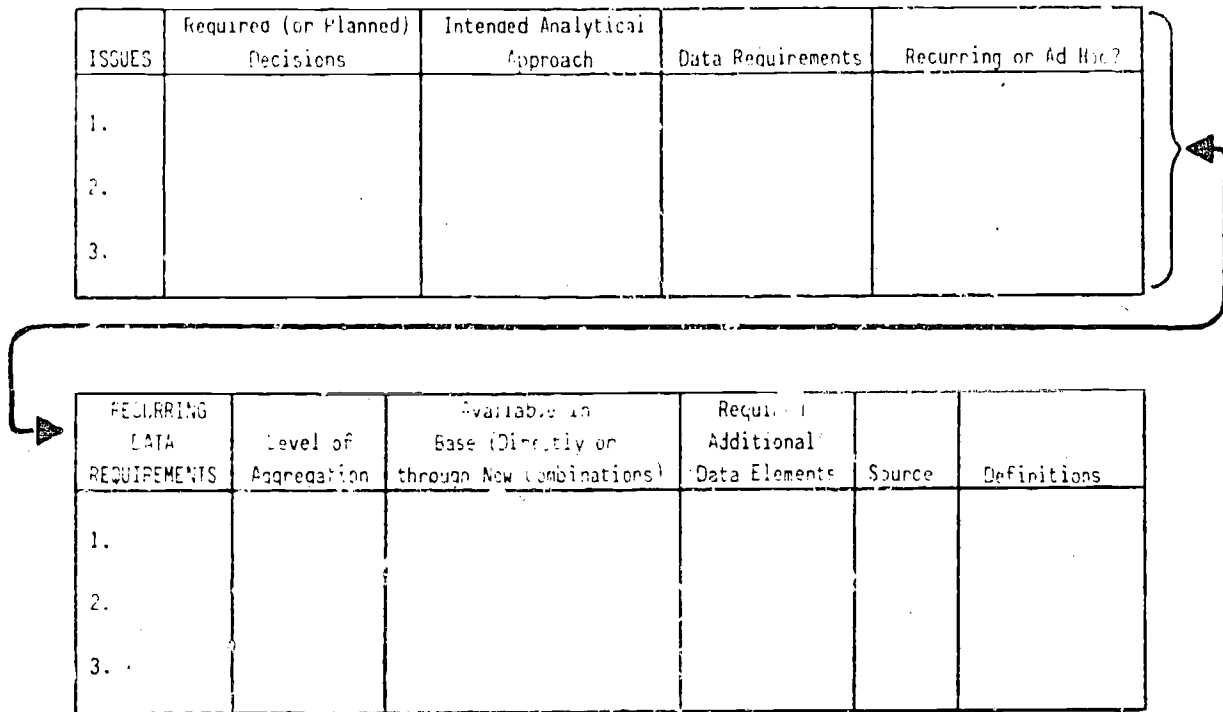 ISSUES
Required (or Planned)
Decisions
Intended Analytical
Approach
Data Requirements
Recurring or Ad Hoc?
1.
2.
3.
RECURRING
DATA
REQUIREMENTS
Level of
Aggregation
Available in
Base (Directly or
through New Combinations)
Required
Additional
Data Elements
Source
Definitions
1.
2.
3.